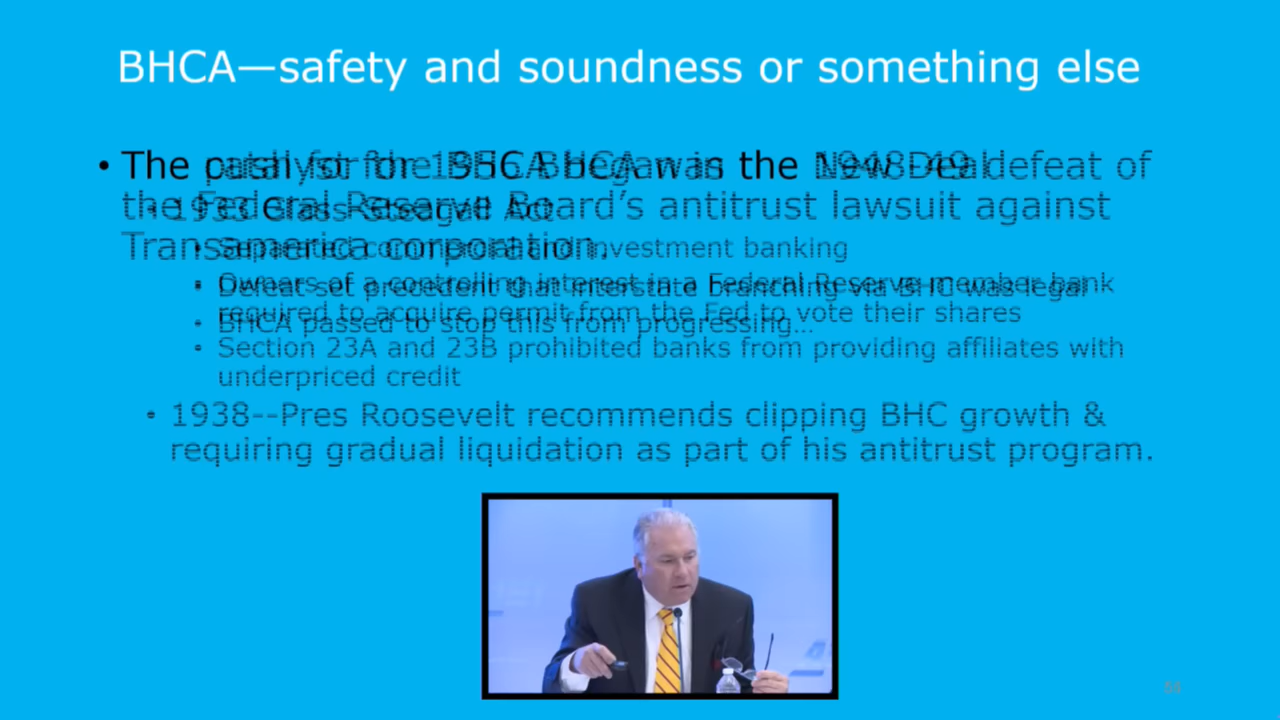 BHCA—safety and soundness or something else
• The push for the BHCA began in the New Deal
• The catalyst for the 1956 BHCA was the 1948-49 defeat of
the Federal Reserve Board's antitrust lawsuit against
Transamerica corporation.
• 1933 Glass-Steagall Act
• Separated commercial and investment banking
• Owners of a controlling interest in a Federal Reserve member bank
required to acquire permit from the Fed to vote their shares
• Defeat set precedent that interstate branching via BHC was legal
• BHCA passed to stop this from progressing…
• Section 23A and 23B prohibited banks from providing affiliates with
underpriced credit
• 1938--Pres Roosevelt recommends clipping BHC growth &
requiring gradual liquidation as part of his antitrust program.